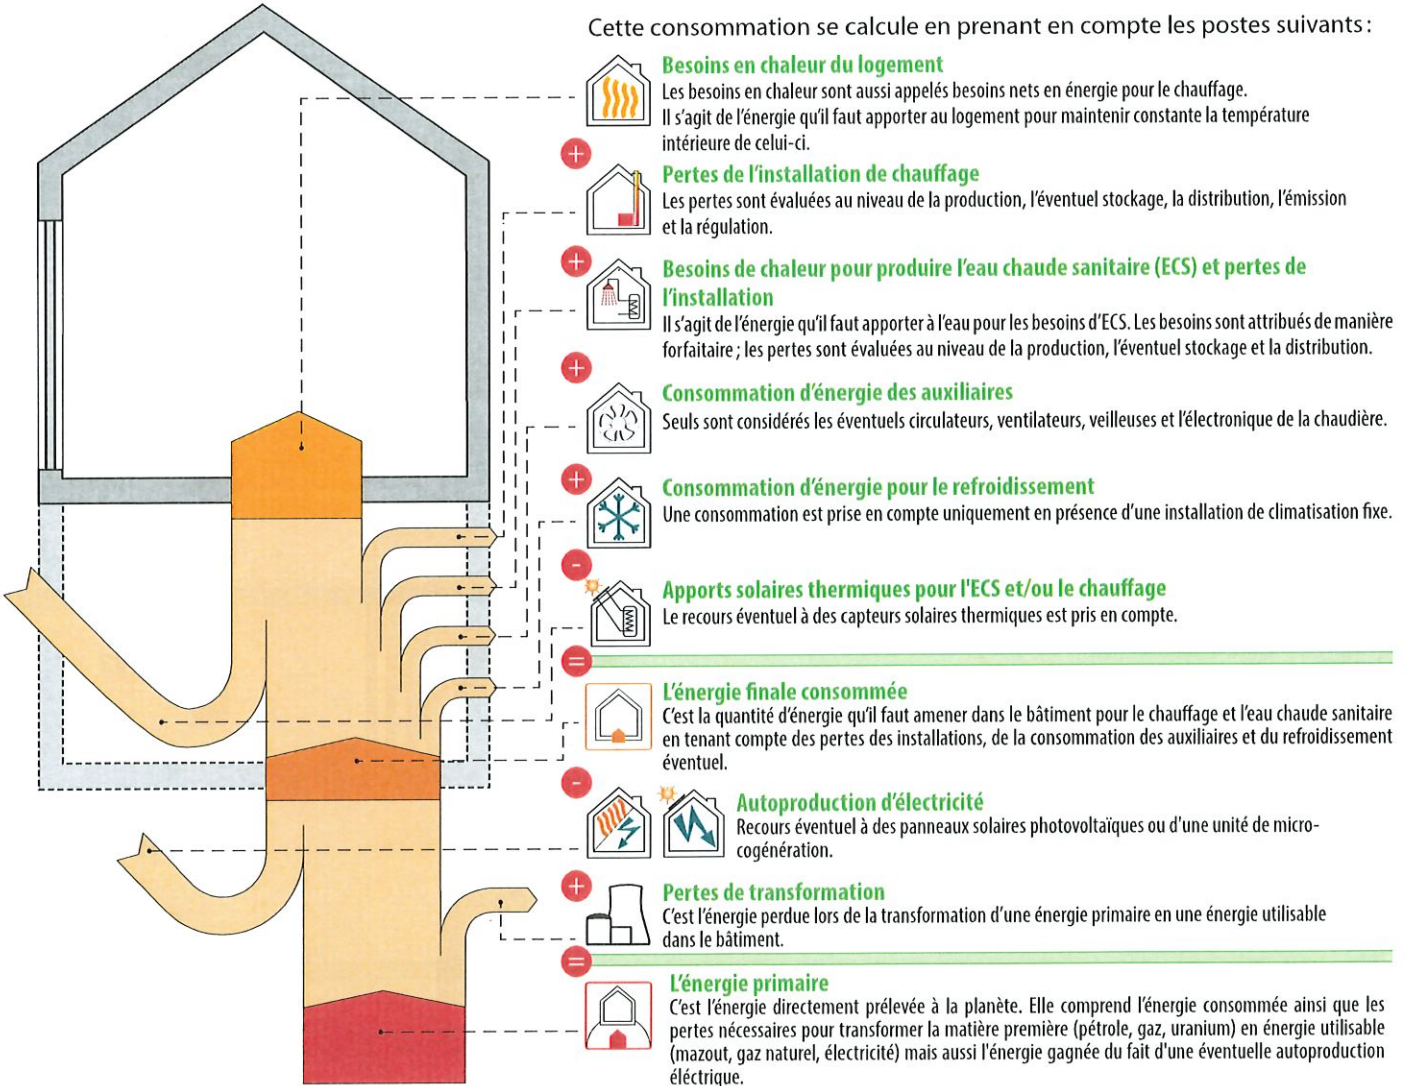 Cette consommation se calcule en prenant en compte les postes suivants :
Besoins en chaleur du logement
Les besoins en chaleur sont aussi appelés besoins nets en énergie pour le chauffage.
Il s'agit de l'énergie qu'il faut apporter au logement pour maintenir constante la température
intérieure de celui-ci.
+
Pertes de l'installation de chauffage
Les pertes sont évaluées au niveau de la production, l'éventuel stockage, la distribution, l'émission
et la régulation.
+
Besoins de chaleur pour produire l'eau chaude sanitaire (ECS) et pertes de
l'installation
Il s'agit de l'énergie qu'il faut apporter à l'eau pour les besoins d'ECS. Les besoins sont attribués de manière
forfaitaire ; les pertes sont évaluées au niveau de la production, l'éventuel stockage et la distribution.
+
Consommation d'énergie des auxiliaires
Seuls sont considérés les éventuels circulateurs, ventilateurs, veilleuses et l'électronique de la chaudière.
+
Consommation d'énergie pour le refroidissement
Une consommation est prise en compte uniquement en présence d'une installation de climatisation fixe.
-
Apports solaires thermiques pour l'ECS et/ou le chauffage
Le recours éventuel à des capteurs solaires thermiques est pris en compte.
=
L'énergie finale consommée
C'est la quantité d'énergie qu'il faut amener dans le bâtiment pour le chauffage et l'eau chaude sanitaire
en tenant compte des pertes des installations, de la consommation des auxiliaires et du refroidissement
éventuel.
-
Autoproduction d'électricité
Recours éventuel à des panneaux solaires photovoltaïques ou d'une unité de micro-
cogénération.
+
Pertes de transformation
C'est l'énergie perdue lors de la transformation d'une énergie primaire en une énergie utilisable
dans le bâtiment.
=
L'énergie primaire
C'est l'énergie directement prélevée à la planète. Elle comprend l'énergie consommée ainsi que les
pertes nécessaires pour transformer la matière première (pétrole, gaz, uranium) en énergie utilisable
(mazout, gaz naturel, électricité) mais aussi l'énergie gagnée du fait d'une éventuelle autoproduction
éléctrique.